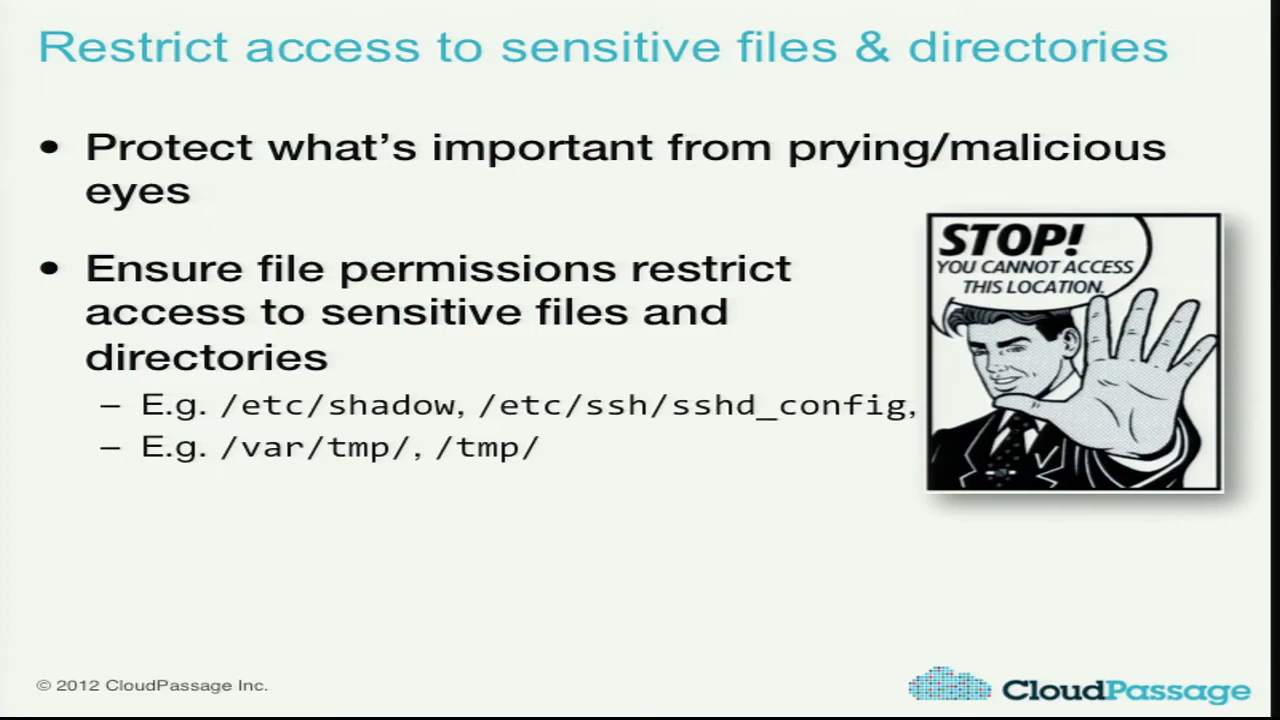 Restrict access to sensitive files & directories
• Protect what's important from prying/malicious
eyes
• Ensure file permissions restrict
access to sensitive files and
directories
– E.g. /etc/shadow, /etc/ssh/sshd_config,
– E.g. /var/tmp/, /tmp/
STOP!
YOU CANNOT ACCESS
THIS LOCATION.
© 2012 CloudPassage Inc.
CloudPassage